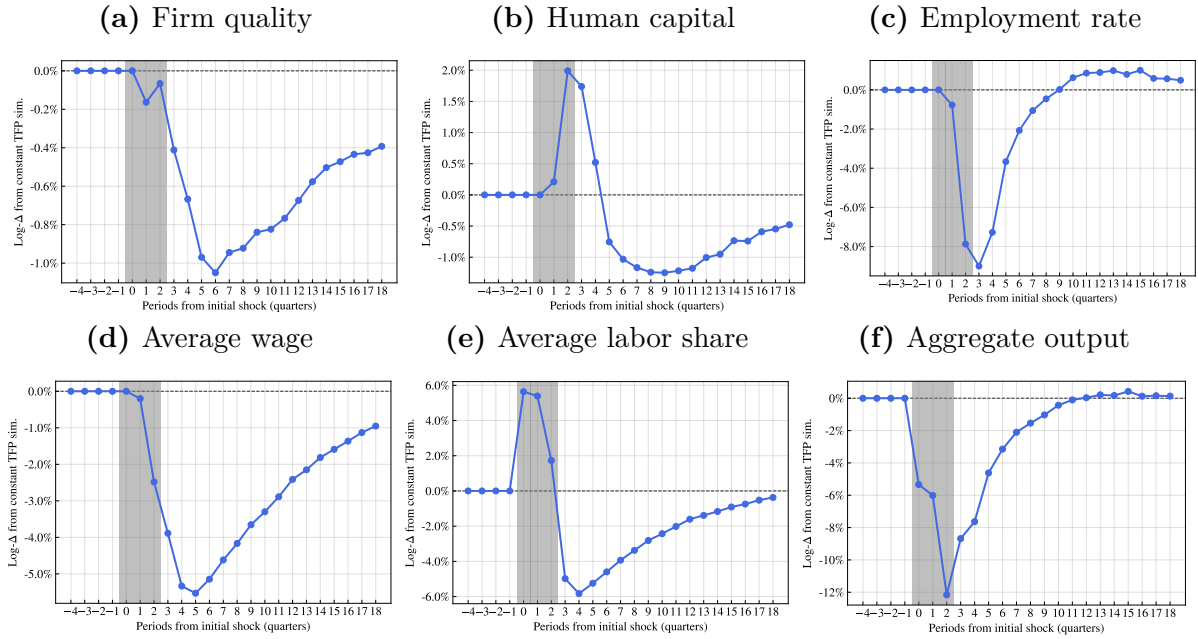 (a) Firm quality
0.0%
-0.2%
-0.4%
-0.6%
-0.8%
-1.0%
Log-Δ from constant TFP sim.
−4−3−2−1 0 1 2 3 4 5 6 7 8 9 10 11 12 13 14 15 16 17 18
Periods from initial shock (quarters)
(b) Human capital
2.0%
1.5%
1.0%
0.5%
0.0%
-0.5%
-1.0%
Log-Δ from constant TFP sim.
−4−3−2−1 0 1 2 3 4 5 6 7 8 9 10 11 12 13 14 15 16 17 18
Periods from initial shock (quarters)
(c) Employment rate
0.0%
-2.0%
-4.0%
-6.0%
-8.0%
Log-Δ from constant TFP sim.
−4−3−2−1 0 1 2 3 4 5 6 7 8 9 10 11 12 13 14 15 16 17 18
Periods from initial shock (quarters)
(d) Average wage
0.0%
-1.0%
-2.0%
-3.0%
-4.0%
-5.0%
Log-Δ from constant TFP sim.
−4−3−2−1 0 1 2 3 4 5 6 7 8 9 10 11 12 13 14 15 16 17 18
Periods from initial shock (quarters)
(e) Average labor share
6.0%
4.0%
2.0%
0.0%
-2.0%
-4.0%
-6.0%
Log-Δ from constant TFP sim.
−4−3−2−1 0 1 2 3 4 5 6 7 8 9 10 11 12 13 14 15 16 17 18
Periods from initial shock (quarters)
(f) Aggregate output
0%
-2%
-4%
-6%
-8%
-10%
-12%
Log-Δ from constant TFP sim.
−4−3−2−1 0 1 2 3 4 5 6 7 8 9 10 11 12 13 14 15 16 17 18
Periods from initial shock (quarters)